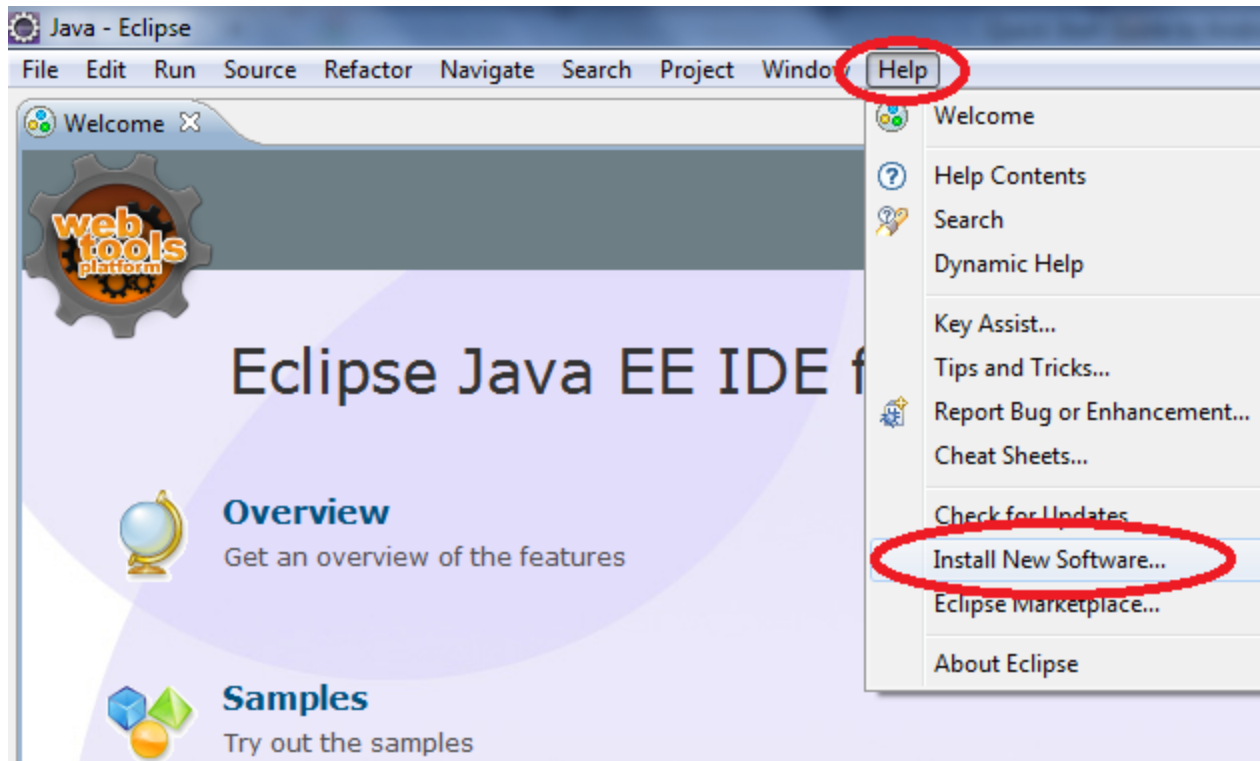 Java - Eclipse
File Edit Run Source Refactor Navigate Search Project Window Help
Welcome
web
tools
platform
Eclipse Java EE IDE f
Overview
Get an overview of the features
Samples
Try out the samples
Welcome
Help Contents
Search
Dynamic Help
Key Assist...
Tips and Tricks...
Report Bug or Enhancement...
Cheat Sheets...
Check for Updates
Install New Software...
Eclipse Marketplace...
About Eclipse